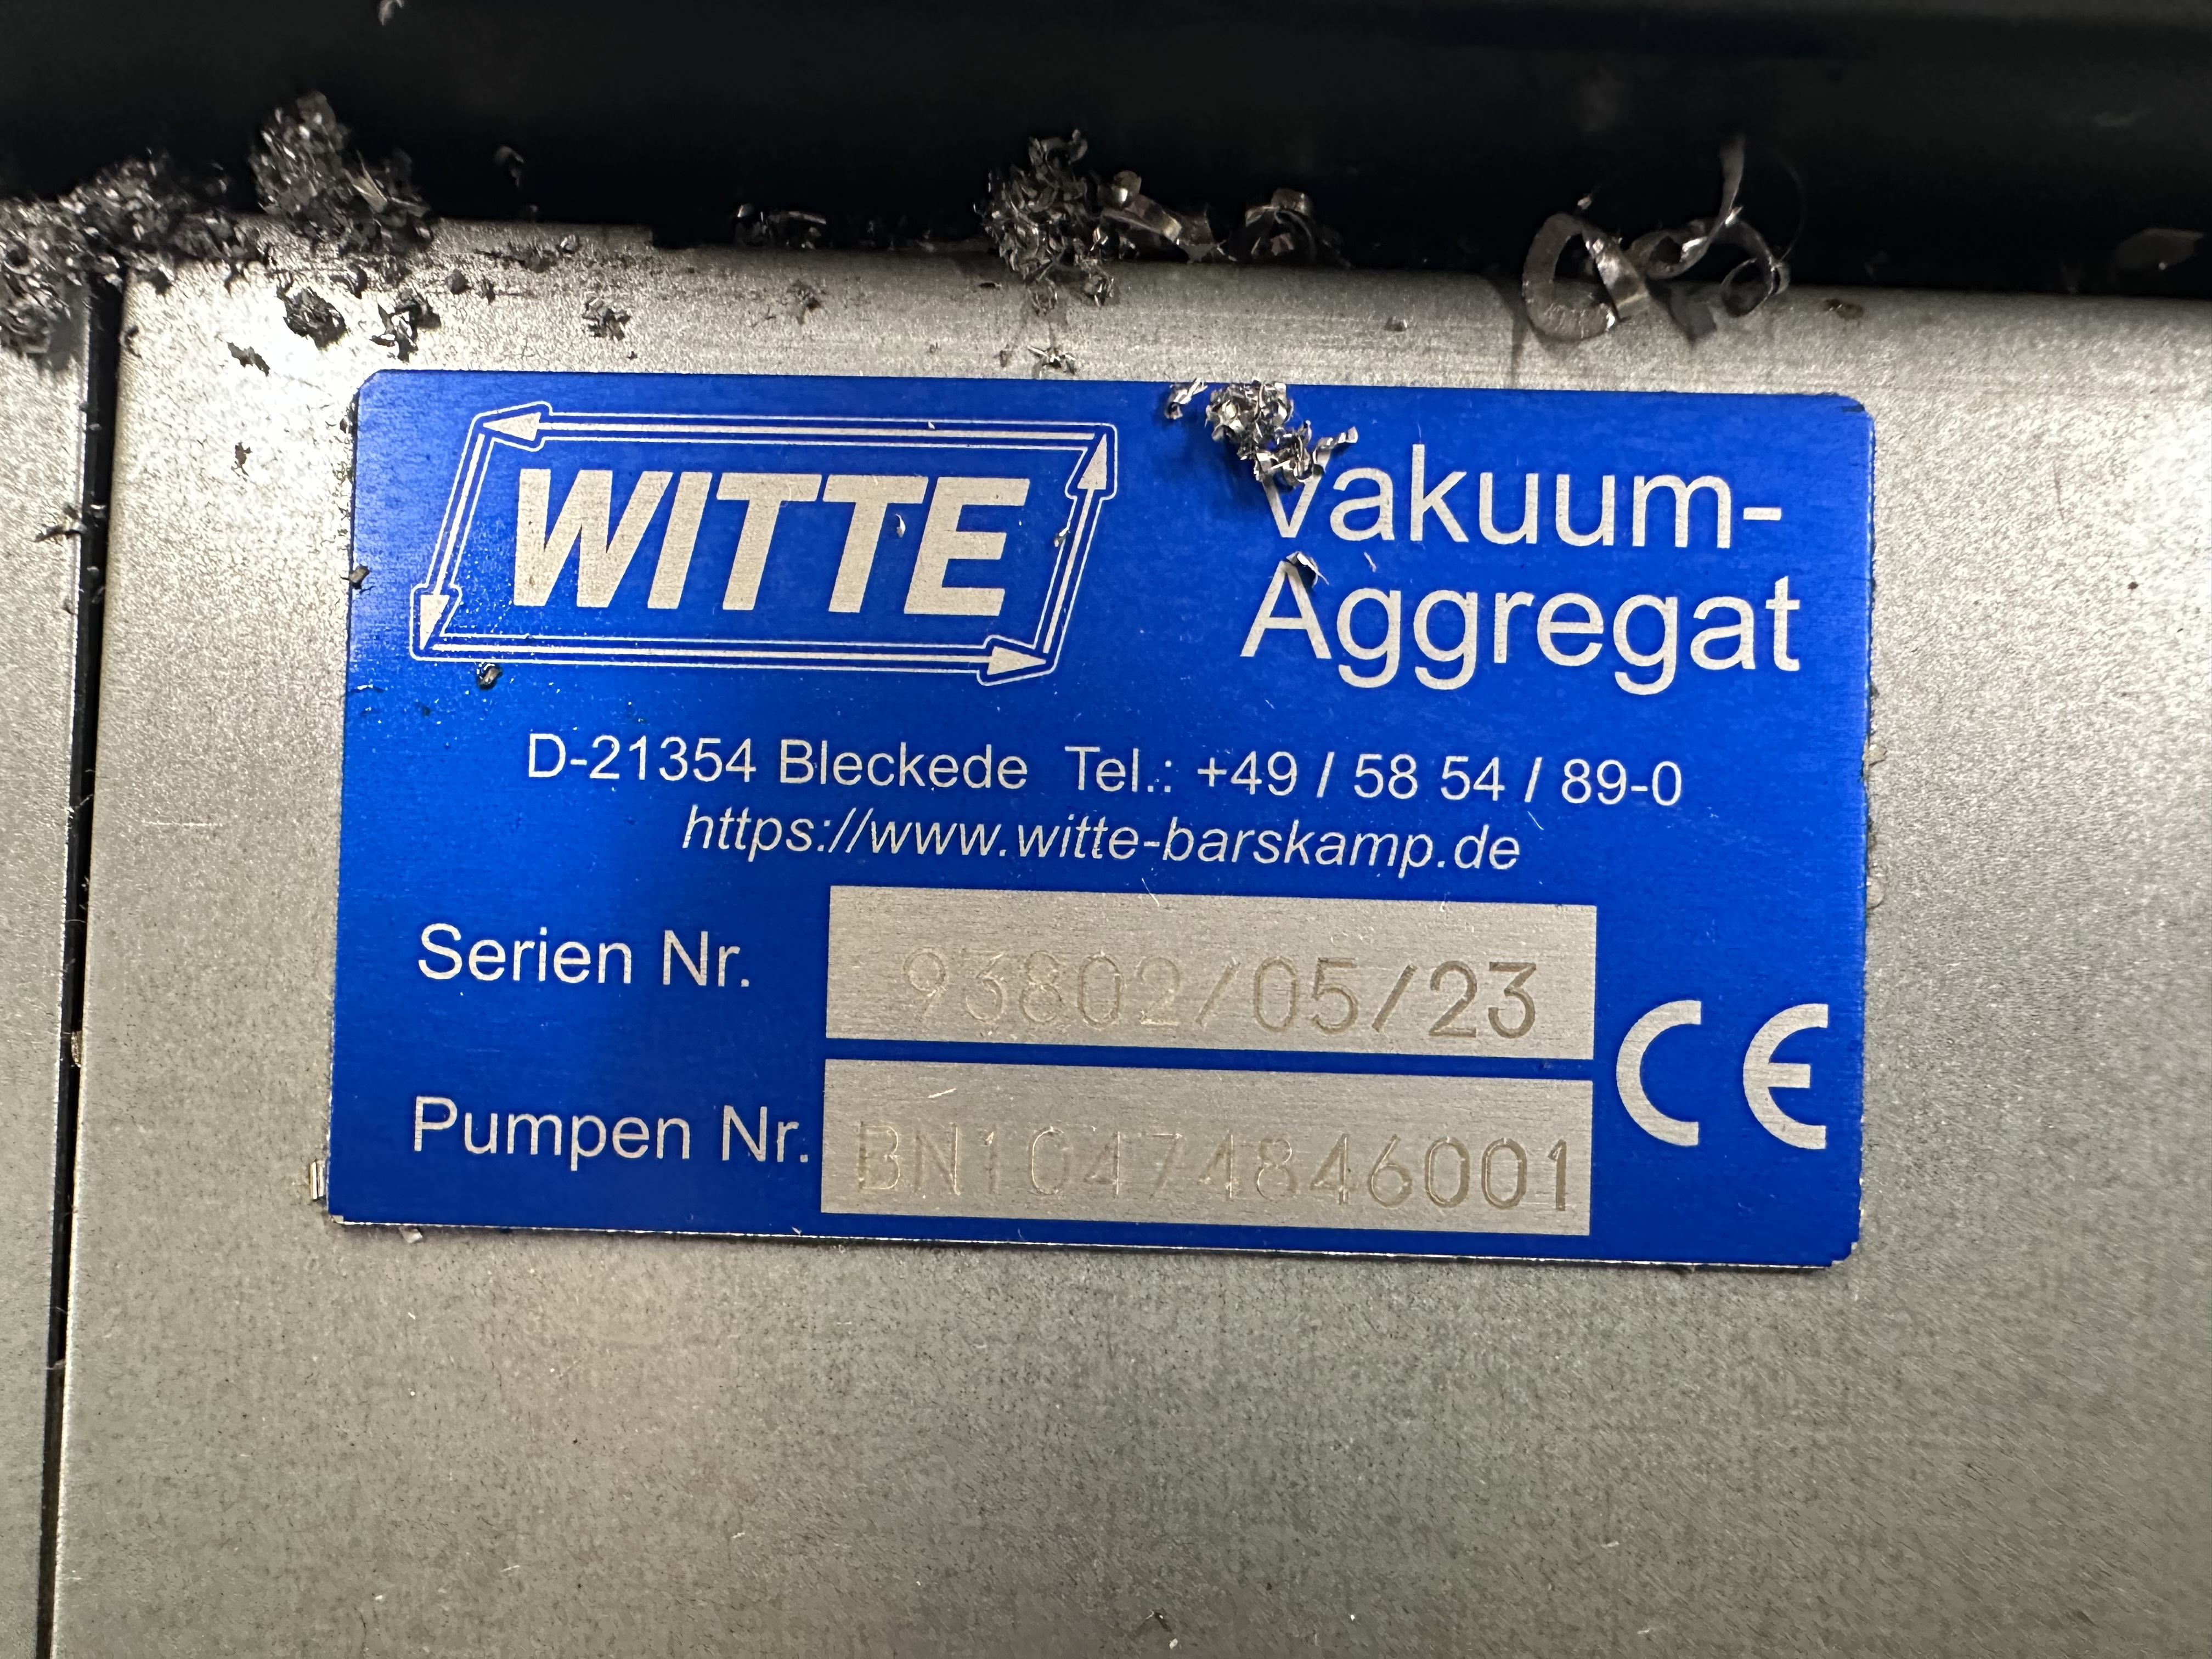 WITTE
Vakuum-
Aggregat
D-21354 Bleckede Tel.: +49 / 58 54 / 89-0
https://www.witte-barskamp.de
Serien Nr. 93802/05/23
Pumpen Nr. BN10474846001
CE